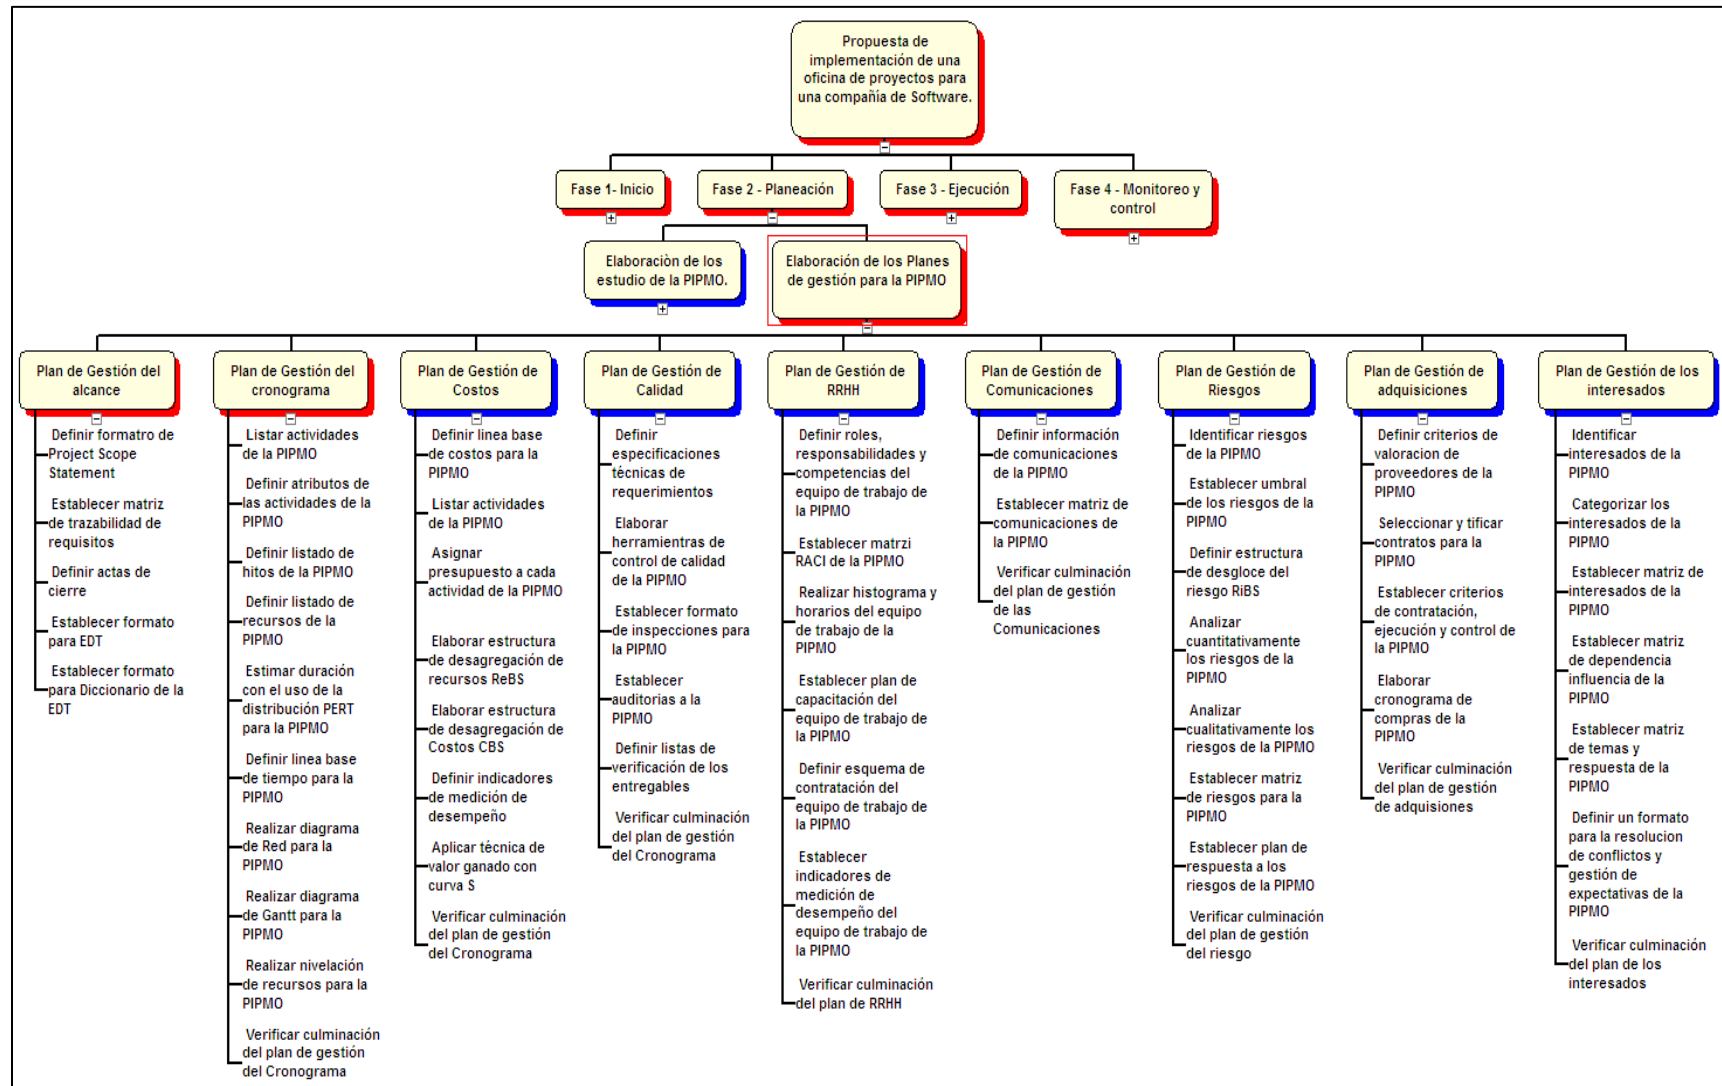 Propuesta de
implementación de una
oficina de proyectos para
una compañía de Software.
Fase 1- Inicio
Fase 2 - Planeación
Fase 3 - Ejecución
Fase 4 - Monitoreo y
control
Elaboraciòn de los
estudio de la PIPMO.
Elaboración de los Planes
de gestión para la PIPMO
Plan de Gestión del
alcance
Definir formatro de
Project Scope
Statement
Establecer matriz
de trazabilidad de
requisitos
Definir actas de
cierre
Establecer formato
para EDT
Establecer formato
para Diccionario de la
EDT
Plan de Gestión del
cronograma
Listar actividades
de la PIPMO
Definir atributos de
las actividades de la
PIPMO
Definir listado de
hitos de la PIPMO
Definir listado de
recursos de la
PIPMO
Estimar duración
con el uso de la
distribución PERT
para la PIPMO
Definir linea base
de tiempo para la
PIPMO
Realizar diagrama
de Red para la
PIPMO
Realizar diagrama
de Gantt para la
PIPMO
Realizar nivelación
de recursos para la
PIPMO
Verificar culminación
del plan de gestión
del Cronograma
Plan de Gestión de
Costos
Definir linea base
de costos para la
PIPMO
Listar actividades
de la PIPMO
Asignar
presupuesto a cada
actividad de la PIPMO
Elaborar estructura
de desagregación de
recursos ReBS
Elaborar estructura
de desagregación de
Costos CBS
Definir indicadores
de medición de
desempeño
Aplicar técnica de
valor ganado con
curva S
Verificar culminación
del plan de gestión
del Cronograma
Plan de Gestión de
Calidad
Definir
especificaciones
técnicas de
requerimientos
Elaborar
herramientras de
control de calidad
de la PIPMO
Establecer formato
de inspecciones para
la PIPMO
Establecer
auditorias a la
PIPMO
Definir listas de
verificación de los
entregables
Verificar culminación
del plan de gestión
del Cronograma
Plan de Gestión de
RRHH
Definir roles,
responsabilidades y
competencias del
equipo de trabajo de
la PIPMO
Establecer matrzi
RACI de la PIPMO
Realizar histograma y
horarios del equipo
de trabajo de la
PIPMO
Establecer plan de
capacitación del
equipo de trabajo de
la PIPMO
Definir esquema de
contratación del
equipo de trabajo de
la PIPMO
Establecer
indicadores de
medición de
desempeño del
equipo de trabajo de
la PIPMO
Verificar culminación
del plan de RRHH
Plan de Gestión de
Comunicaciones
Definir información
de comunicaciones
de la PIPMO
Establecer matriz de
comunicaciones de
la PIPMO
Verificar culminación
del plan de gestión
de las
Comunicaciones
Plan de Gestión de
Riesgos
Identificar riesgos
de la PIPMO
Establecer umbral
de los riesgos de la
PIPMO
Definir estructura
de desgloce del
riesgo RiBS
Analizar
cuantitativamente
los riesgos de la
PIPMO
Analizar
cualitativamente los
riesgos de la PIPMO
Establecer matriz
de riesgos para la
PIPMO
Establecer plan de
respuesta a los
riesgos de la PIPMO
Verificar culminación
del plan de gestión
del riesgo
Plan de Gestión de
adquisiciones
Definir criterios de
valoracion de
proveedores de la
PIPMO
Seleccionar y tificar
contratos para la
PIPMO
Establecer criterios
de contratación,
ejecución y control de
la PIPMO
Elaborar
cronograma de
compras de la
PIPMO
Verificar culminación
del plan de gestión
de adquisiones
Plan de Gestión de los
interesados
Identificar
interesados de la
PIPMO
Categorizar los
interesados de la
PIPMO
Establecer matriz de
interesados de la
PIPMO
Establecer matriz
de dependencia
influencia de la
PIPMO
Establecer matriz
de temas y
respuesta de la
PIPMO
Definir un formato
para la resolucion
de conflictos y
gestión de
expectativas de la
PIPMO
Verificar culminación
del plan de los
interesados